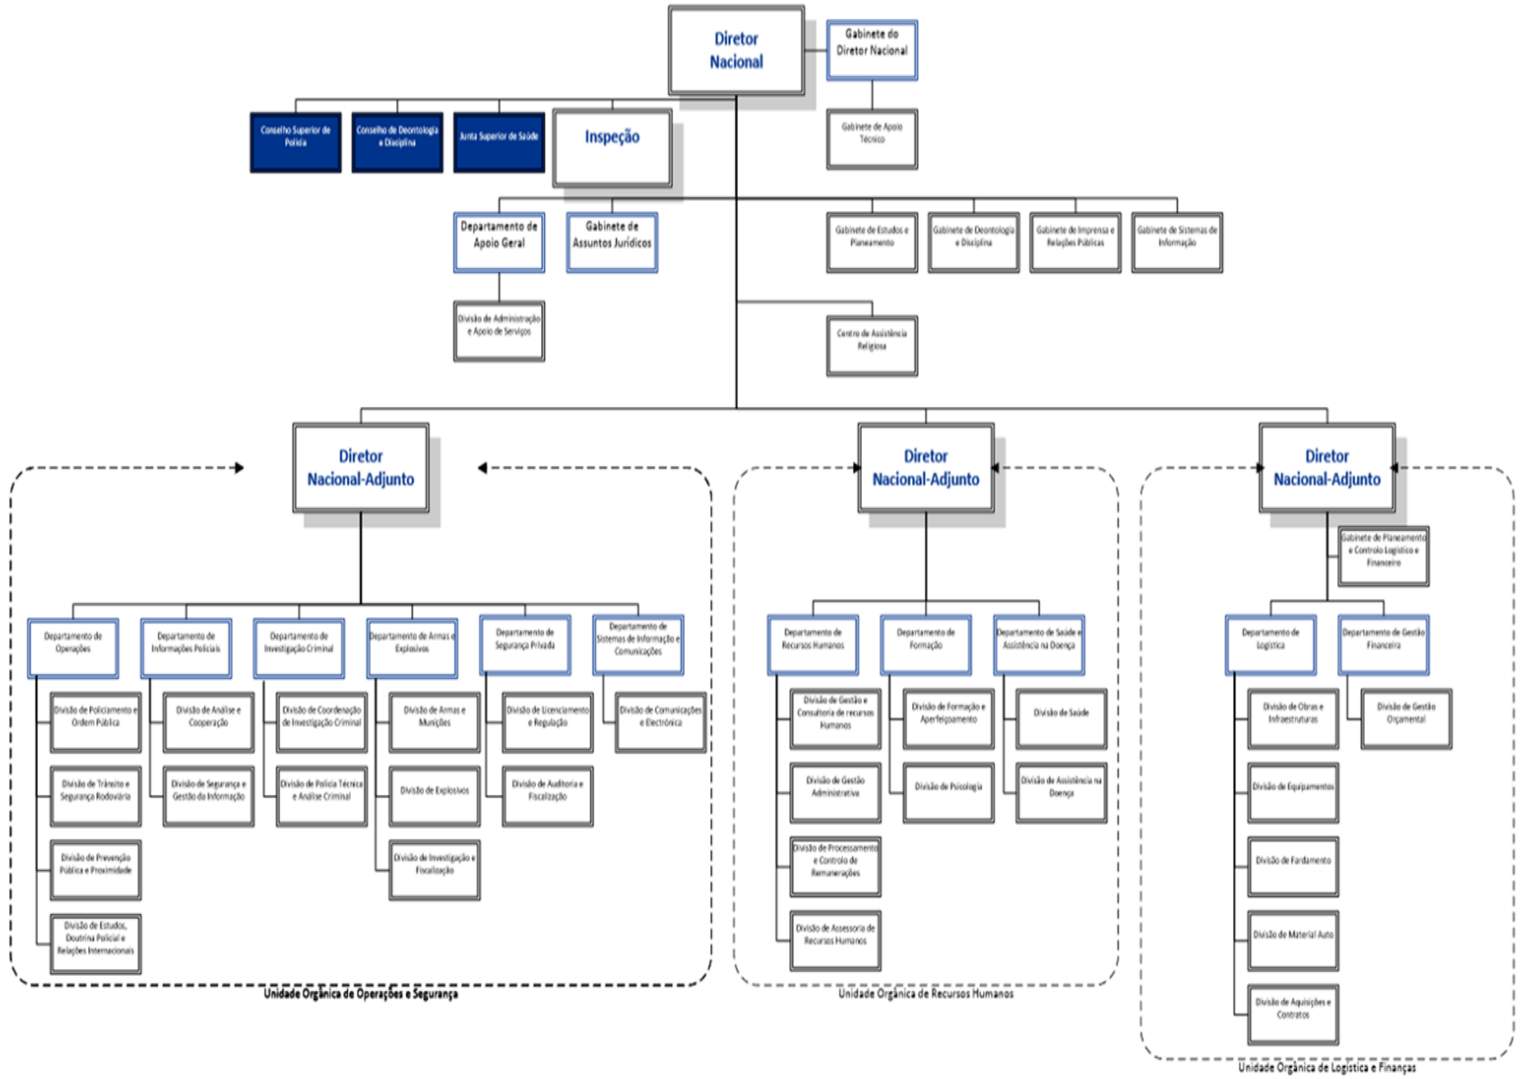 Diretor
Nacional
Gabinete do
Diretor Nacional
Gabinete de Apoio
Técnico
Conselho Superior de
Polícia
Conselho de Deontologia
e Disciplina
Junta Superior de Saúde
Inspeção
Departamento de
Apoio Geral
Gabinete de
Assuntos Jurídicos
Gabinete de Estudos e
Planeamento
Gabinete de Deontologia
e Disciplina
Gabinete de Imprensa e
Relações Públicas
Gabinete de Sistemas de
Informação
Divisão de Administração
e Apoio de Serviços
Centro de Assistência
Religiosa
Diretor
Nacional-Adjunto
Diretor
Nacional-Adjunto
Diretor
Nacional-Adjunto
Gabinete de Planeamento
e Controlo Logístico e
Financeiro
Departamento de
Operações
Departamento de
Informações Policiais
Departamento de
Investigação Criminal
Departamento de Armas e
Explosivos
Departamento de
Segurança Privada
Departamento de
Sistemas de Informação e
Comunicações
Divisão de Policiamento e
Ordem Pública
Divisão de Análise e
Cooperação
Divisão de Coordenação
de Investigação Criminal
Divisão de Armas e
Munições
Divisão de Licenciamento
e Regulação
Divisão de Comunicações
e Electrónica
Divisão de Trânsito e
Segurança Rodoviária
Divisão de Segurança e
Gestão da Informação
Divisão de Polícia Técnica
e Análise Criminal
Divisão de Explosivos
Divisão de Auditoria e
Fiscalização
Divisão de Prevenção
Pública e Proximidade
Divisão de Investigação e
Fiscalização
Divisão de Estudos,
Doutrina Policial e
Relações Internacionais
Unidade Orgânica de Operações e Segurança
Departamento de
Recursos Humanos
Departamento de
Formação
Departamento de Saúde e
Assistência na Doença
Divisão de Gestão e
Consultoria de recursos
Humanos
Divisão de Formação e
Aperfeiçoamento
Divisão de Saúde
Divisão de Gestão
Administrativa
Divisão de Psicologia
Divisão de Assistência na
Doença
Divisão de Processamento
e Controlo de
Remunerações
Divisão de Assessoria de
Recursos Humanos
Unidade Orgânica de Recursos Humanos
Departamento de
Logística
Departamento de Gestão
Financeira
Divisão de Obras e
Infraestruturas
Divisão de Gestão
Orçamental
Divisão de Equipamentos
Divisão de Fardamento
Divisão de Material Auto
Divisão de Aquisições e
Contratos
Unidade Orgânica de Logística e Finanças